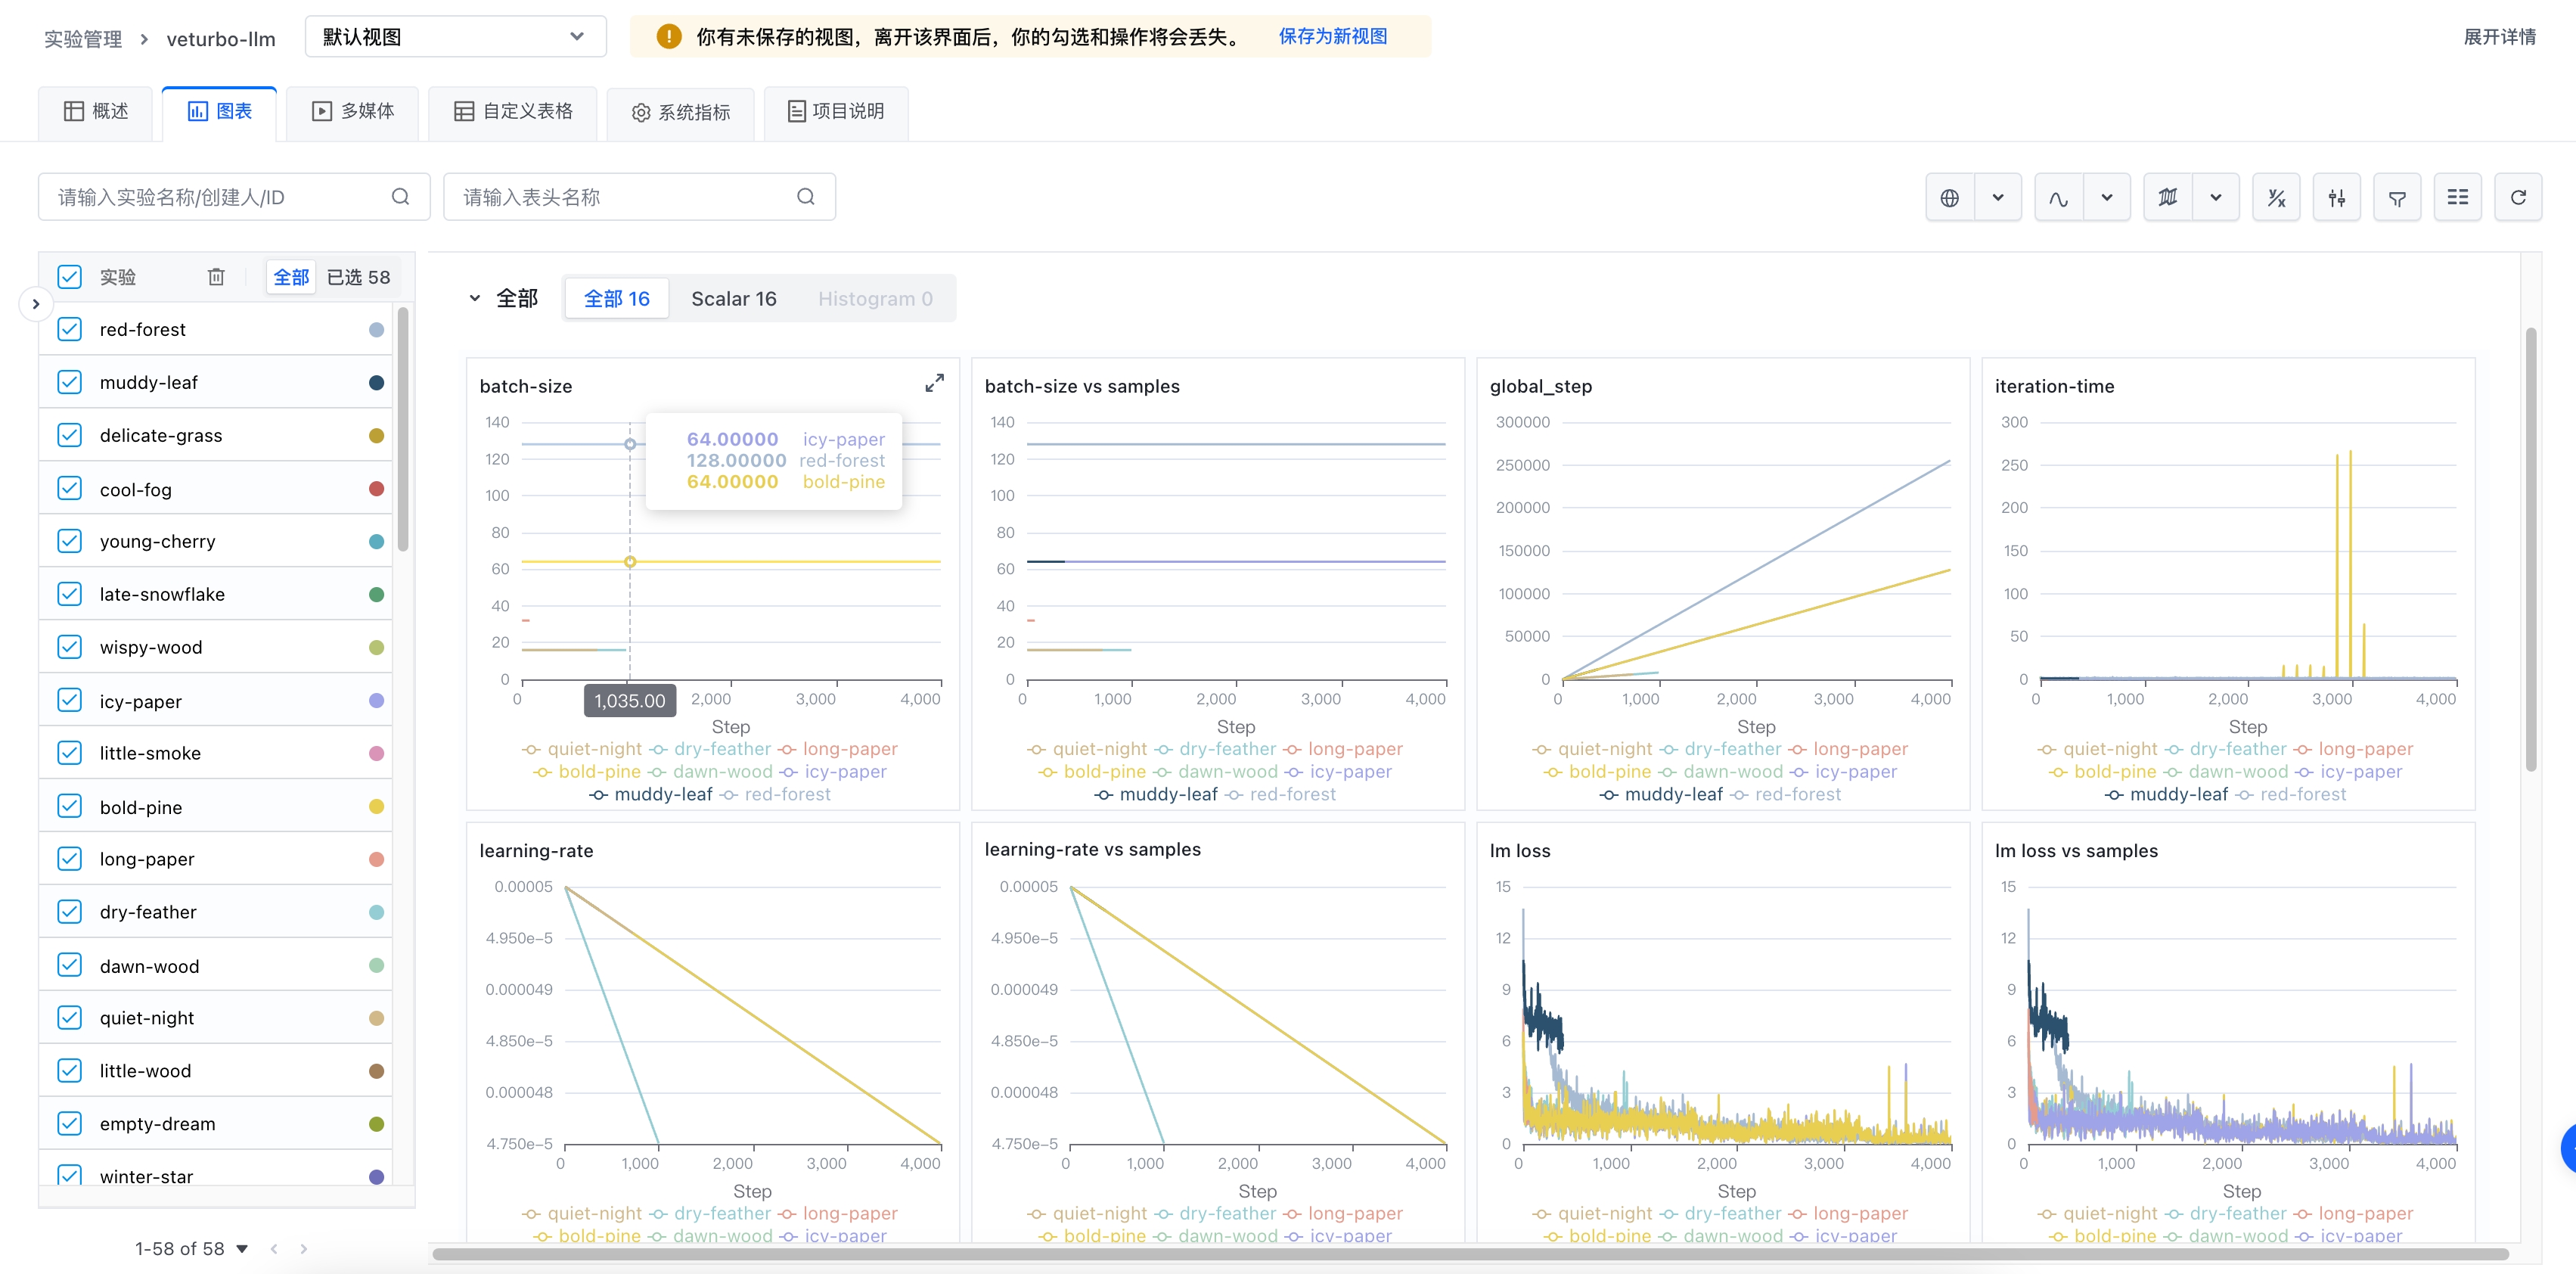 实验管理 > veturbo-llm
默认视图
你有未保存的视图，离开该界面后，你的勾选和操作将会丢失。 保存为新视图
展开详情
概述 图表 多媒体 自定义表格 系统指标 项目说明
请输入实验名称/创建人/ID
请输入表头名称
实验 全部 已选 58
red-forest
muddy-leaf
delicate-grass
cool-fog
young-cherry
late-snowflake
wispy-wood
icy-paper
little-smoke
bold-pine
long-paper
dry-feather
dawn-wood
quiet-night
little-wood
empty-dream
winter-star
1-58 of 58
全部 全部 16 Scalar 16 Histogram 0
batch-size
140
120
100
80
60
40
20
0
64.00000 icy-paper
128.00000 red-forest
64.00000 bold-pine
0 1,035.00 2,000 3,000 4,000
Step
quiet-night dry-feather long-paper
bold-pine dawn-wood icy-paper
muddy-leaf red-forest
batch-size vs samples
140
120
100
80
60
40
20
0
0 1,000 2,000 3,000 4,000
Step
quiet-night dry-feather long-paper
bold-pine dawn-wood icy-paper
muddy-leaf red-forest
global_step
300000
250000
200000
150000
100000
50000
0
0 1,000 2,000 3,000 4,000
Step
quiet-night dry-feather long-paper
bold-pine dawn-wood icy-paper
muddy-leaf red-forest
iteration-time
300
250
200
150
100
50
0
0 1,000 2,000 3,000 4,000
Step
quiet-night dry-feather long-paper
bold-pine dawn-wood icy-paper
muddy-leaf red-forest
learning-rate
0.00005
4.950e−5
0.000049
4.850e−5
0.000048
4.750e−5
0 1,000 2,000 3,000 4,000
Step
quiet-night dry-feather long-paper
bold-pine dawn-wood icy-paper
learning-rate vs samples
0.00005
4.950e−5
0.000049
4.850e−5
0.000048
4.750e−5
0 1,000 2,000 3,000 4,000
Step
quiet-night dry-feather long-paper
bold-pine dawn-wood icy-paper
lm loss
15
12
9
6
3
0
0 1,000 2,000 3,000 4,000
Step
quiet-night dry-feather long-paper
bold-pine dawn-wood icy-paper
lm loss vs samples
15
12
9
6
3
0
0 1,000 2,000 3,000 4,000
Step
quiet-night dry-feather long-paper
bold-pine dawn-wood icy-paper